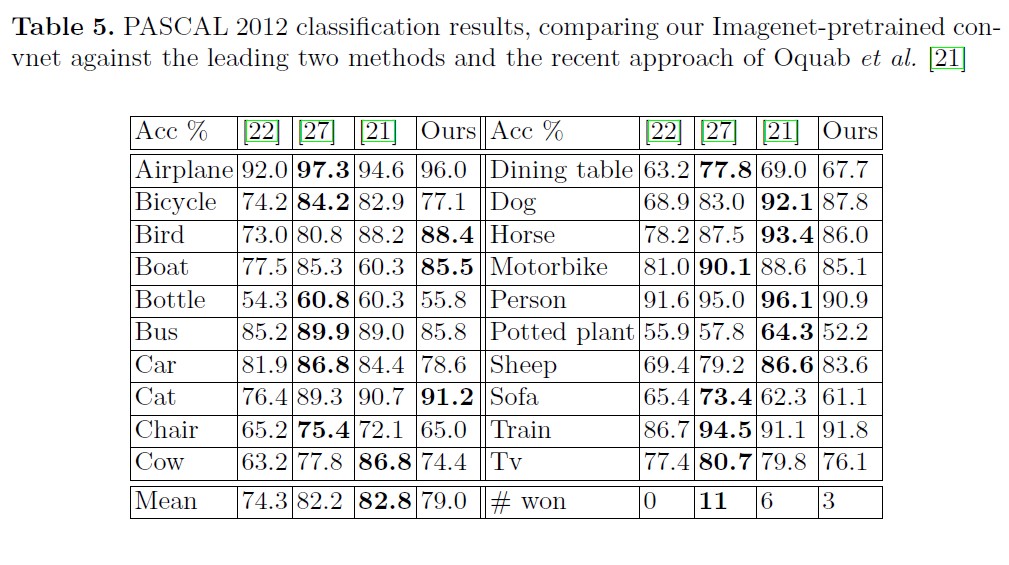 Table 5. PASCAL 2012 classification results, comparing our Imagenet-pretrained con-
vnet against the leading two methods and the recent approach of Oquab et al. [21]
Acc % [22] [27] [21] Ours Acc % [22] [27] [21] Ours
Airplane 92.0 97.3 94.6 96.0 Dining table 63.2 77.8 69.0 67.7
Bicycle 74.2 84.2 82.9 77.1 Dog 68.9 83.0 92.1 87.8
Bird 73.0 80.8 88.2 88.4 Horse 78.2 87.5 93.4 86.0
Boat 77.5 85.3 60.3 85.5 Motorbike 81.0 90.1 88.6 85.1
Bottle 54.3 60.8 60.3 55.8 Person 91.6 95.0 96.1 90.9
Bus 85.2 89.9 89.0 85.8 Potted plant 55.9 57.8 64.3 52.2
Car 81.9 86.8 84.4 78.6 Sheep 69.4 79.2 86.6 83.6
Cat 76.4 89.3 90.7 91.2 Sofa 65.4 73.4 62.3 61.1
Chair 65.2 75.4 72.1 65.0 Train 86.7 94.5 91.1 91.8
Cow 63.2 77.8 86.8 74.4 Tv 77.4 80.7 79.8 76.1
Mean 74.3 82.2 82.8 79.0 # won 0 11 6 3